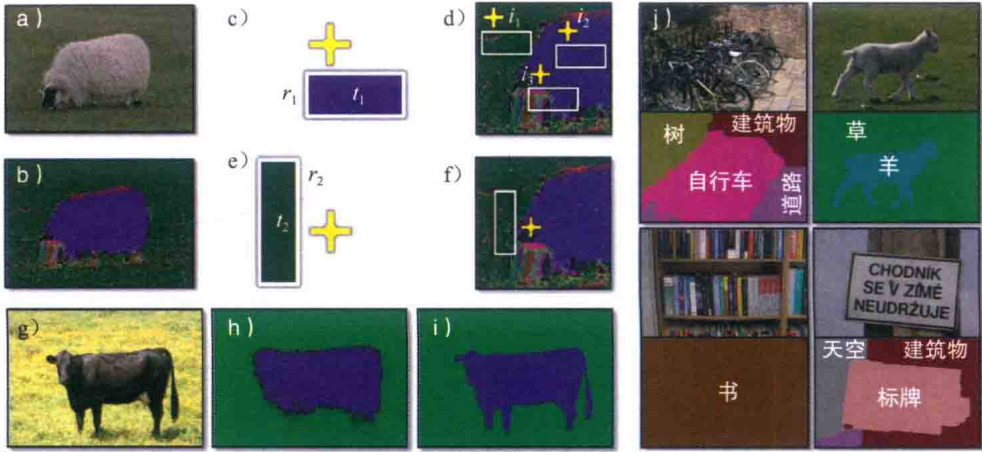 a)
c)
r₁
t₁
d)
i₁
i₂
i₃
b)
e)
t₂
r₂
f)
g)
h)
i)
j)
树
建筑物
自行车
道路
草
羊
书
CHODNÍK
SE V ZIMĚ
NEUDRŽUJE
天空
建筑物
标牌